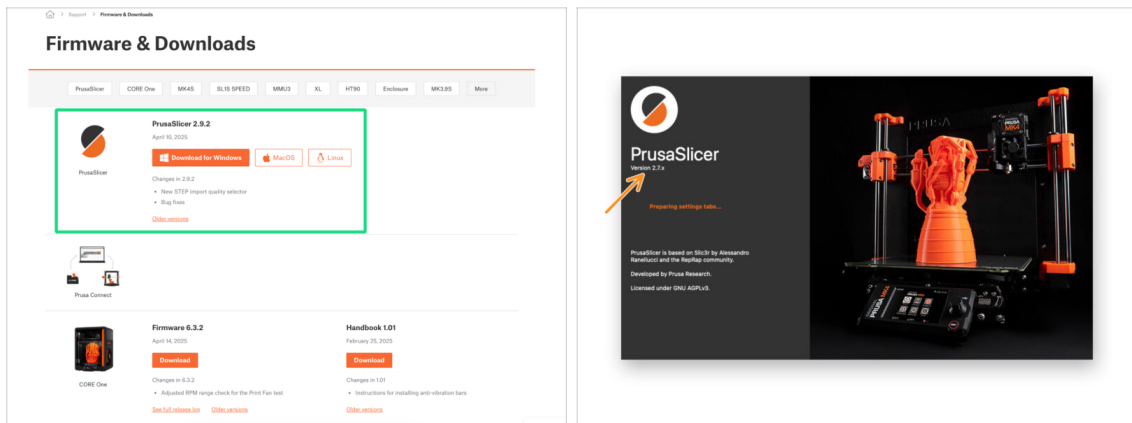 Support > Firmware & Downloads
Firmware & Downloads
PrusaSlicer
CORE One
MK4S
SL1S SPEED
MMU3
XL
HT90
Enclosure
MK3.9S
More
PrusaSlicer
PrusaSlicer 2.9.2
April 10, 2025
Download for Windows
MacOS
Linux
Changes in 2.9.2
• New STEP import quality selector
• Bug fixes
Older versions
Prusa Connect
CORE One
Firmware 6.3.2
April 14, 2025
Download
Changes in 6.3.2
• Adjusted RPM range check for the Print Fan test
See full release log
Older versions
Handbook 1.01
February 25, 2025
Download
Changes in 1.01
• Instructions for installing anti-vibration bars
Older versions
PrusaSlicer
Version 2.7.x
Preparing settings tabs...
PrusaSlicer is based on Slic3r by Alessandro
Ranellucci and the RepRap community.
Developed by Prusa Research.
Licensed under GNU AGPLv3.
PRUSA
PRUSA
MK4
PRUSA MK4